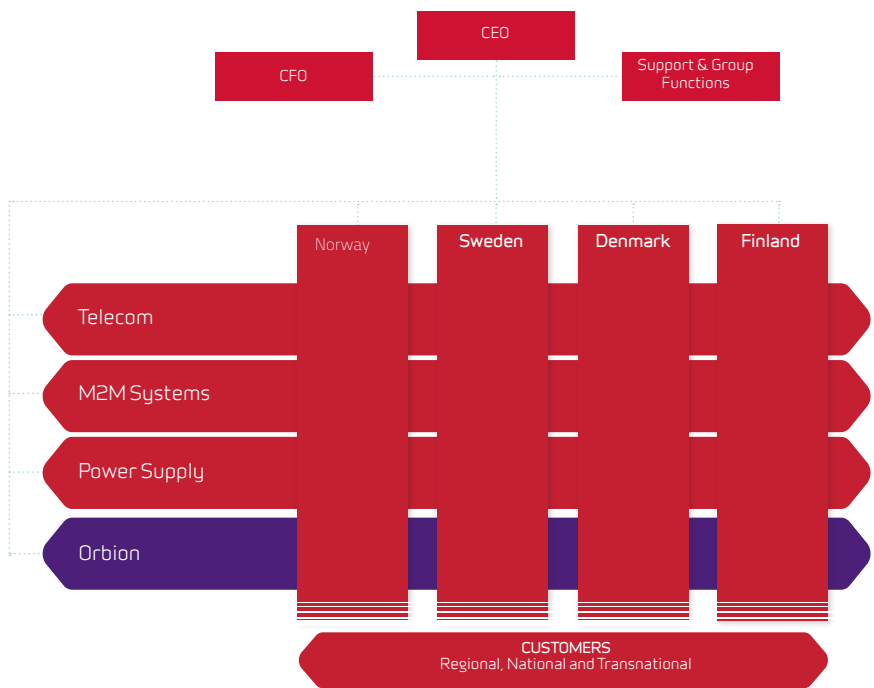 CEO
CFO
Support & Group
Functions
Norway
Sweden
Denmark
Finland
Telecom
M2M Systems
Power Supply
Orbion
CUSTOMERS
Regional, National and Transnational